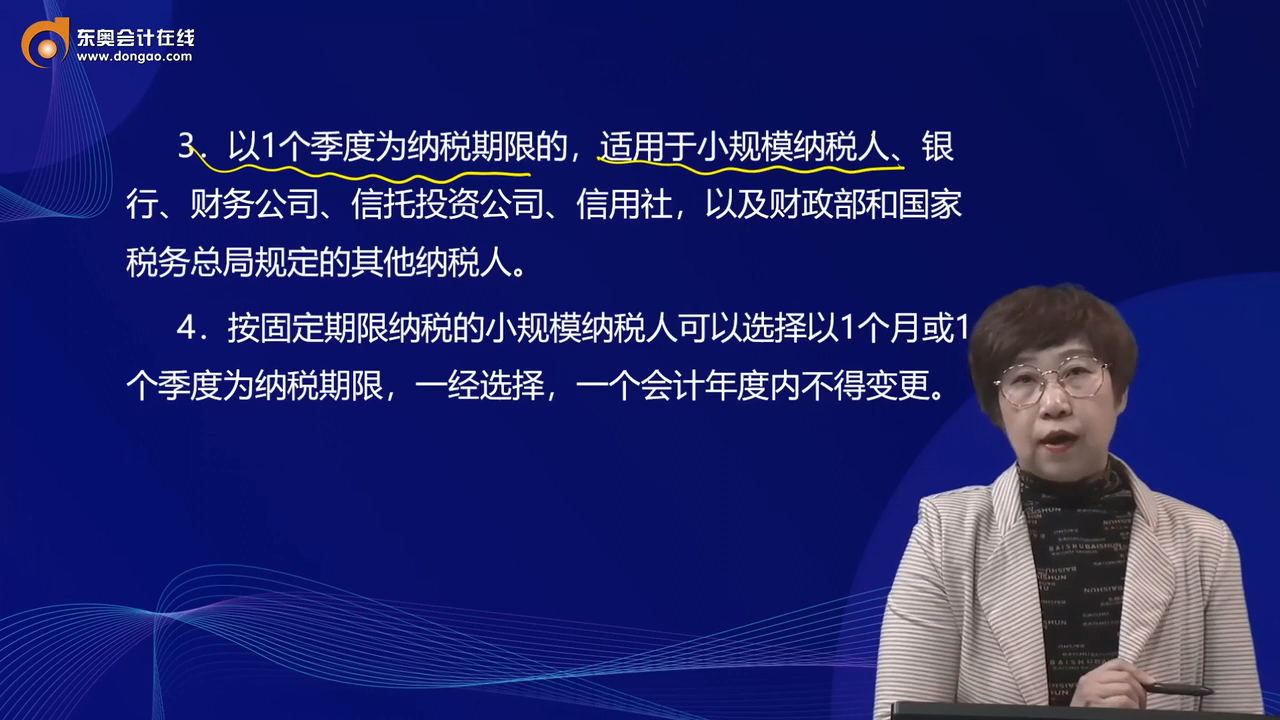 东奥会计在线
www.dongao.com
3．以1个季度为纳税期限的，适用于小规模纳税人、银
行、财务公司、信托投资公司、信用社，以及财政部和国家
税务总局规定的其他纳税人。
4．按固定期限纳税的小规模纳税人可以选择以1个月或1
个季度为纳税期限，一经选择，一个会计年度内不得变更。
BAISHUBAISHUN
BAISHUN